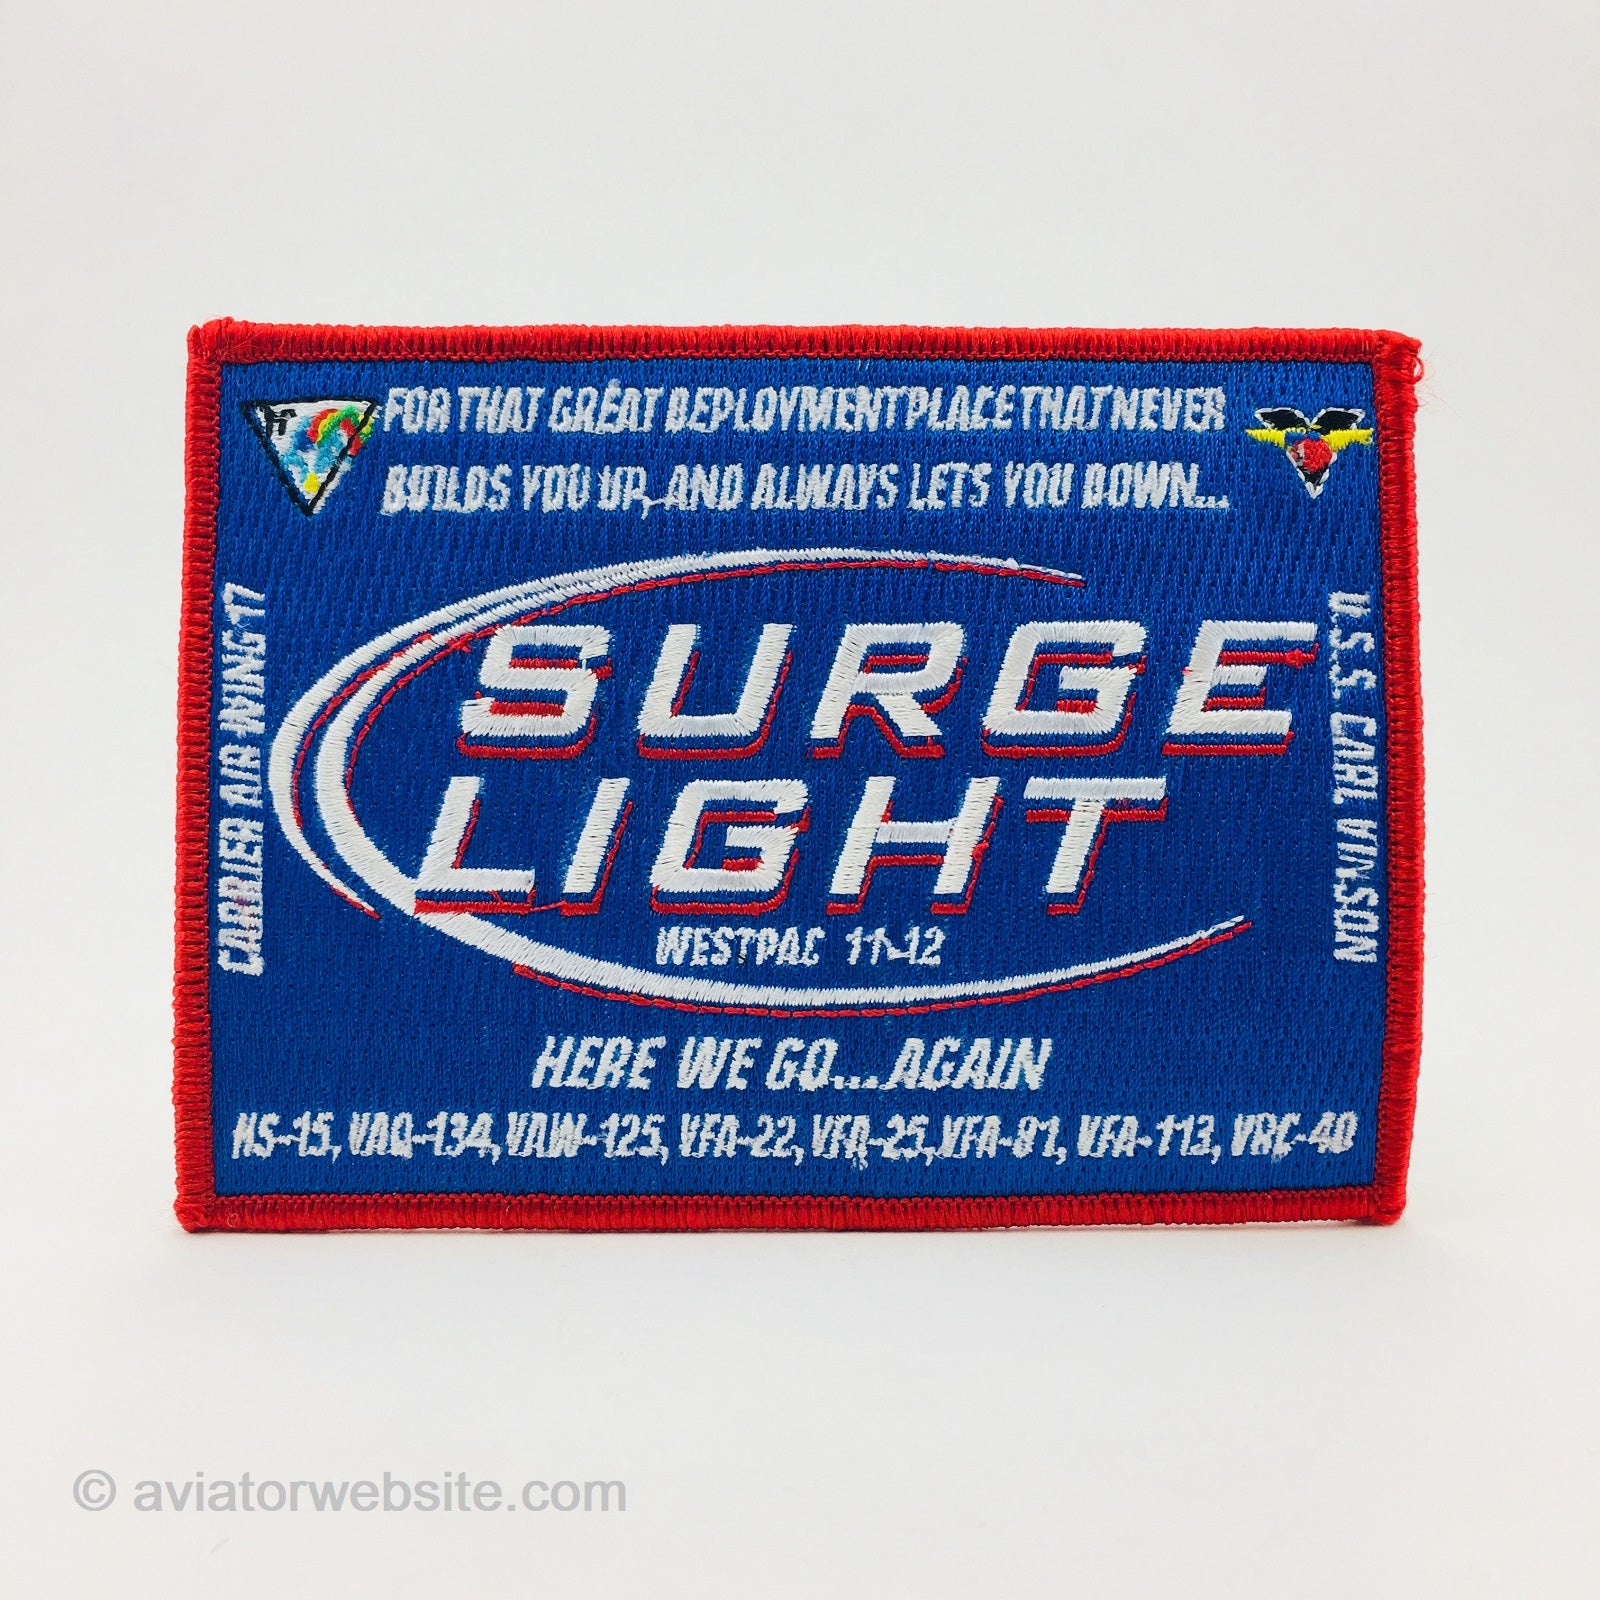 FOR THAT GREAT DEPLOYMENT PLACE THAT NEVER
BUILDS YOU UP, AND ALWAYS LETS YOU DOWN...
CARRIER AIR WING 17
U.S.S. CARL VINSON
SURGE
LIGHT
WESTPAC 11-12
HERE WE GO...AGAIN
HS-15, VAQ-134, VAW-125, VFA-22, VFA-25, VFA-81, VFA-113, VRC-40
© aviatorwebsite.com